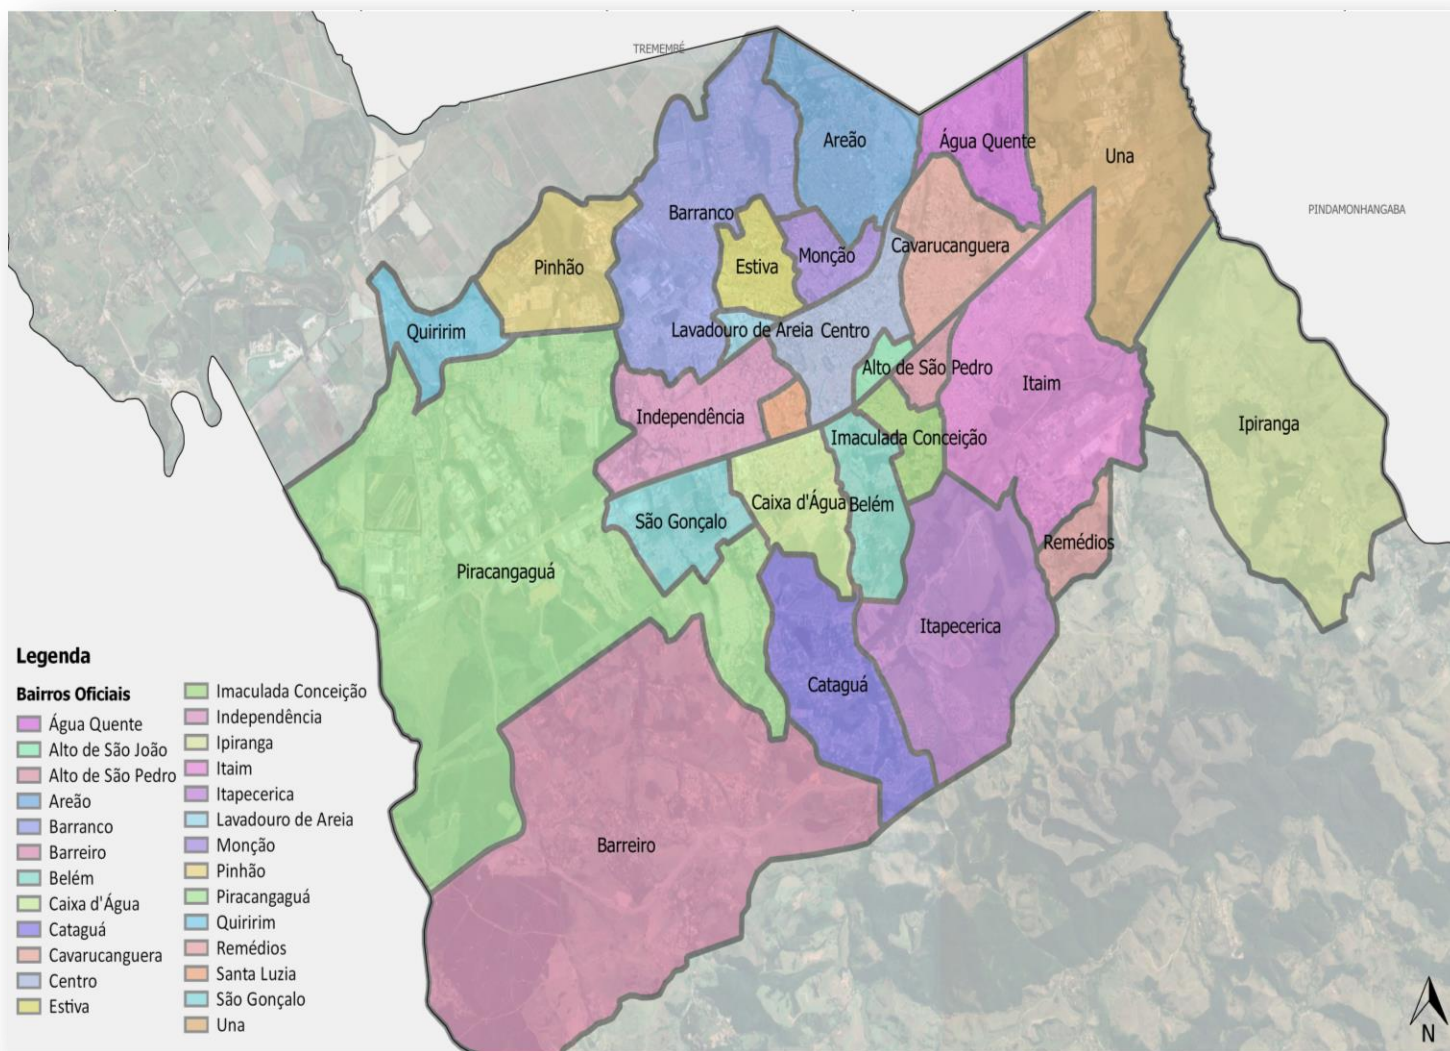 TREMEMBÉ
Areão
Água Quente
Una
PINDAMONHANGABA
Barranco
Cavarucanguera
Monção
Estiva
Pinhão
Quiririm
Lavadouro de Areia
Centro
Alto de São Pedro
Itaim
Independência
Ipiranga
Imaculada Conceição
Caixa d'Água
Belém
São Gonçalo
Remédios
Piracangaguá
Itapecerica
Cataguá
Barreiro
Legenda
Bairros Oficiais
Água Quente
Alto de São João
Alto de São Pedro
Areão
Barranco
Barreiro
Belém
Caixa d'Água
Cataguá
Cavarucanguera
Centro
Estiva
Imaculada Conceição
Independência
Ipiranga
Itaim
Itapecerica
Lavadouro de Areia
Monção
Pinhão
Piracangaguá
Quiririm
Remédios
Santa Luzia
São Gonçalo
Una
N